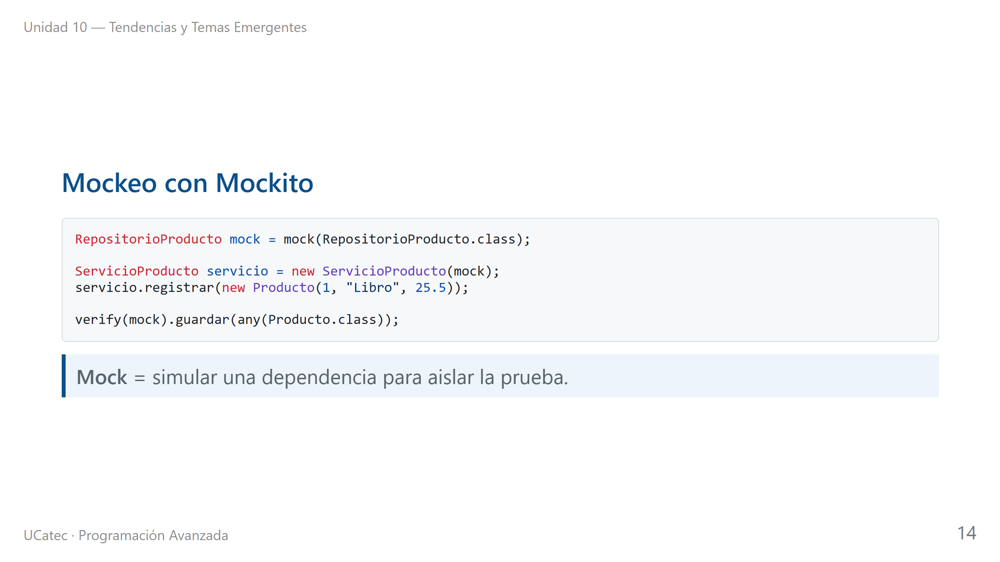 Unidad 10 — Tendencias y Temas Emergentes
Mockeo con Mockito
RepositorioProducto mock = mock(RepositorioProducto.class);
ServicioProducto servicio = new ServicioProducto(mock);
servicio.registrar(new Producto(1, "Libro", 25.5));
verify(mock).guardar(any(Producto.class));
Mock = simular una dependencia para aislar la prueba.
UCatec · Programación Avanzada
14